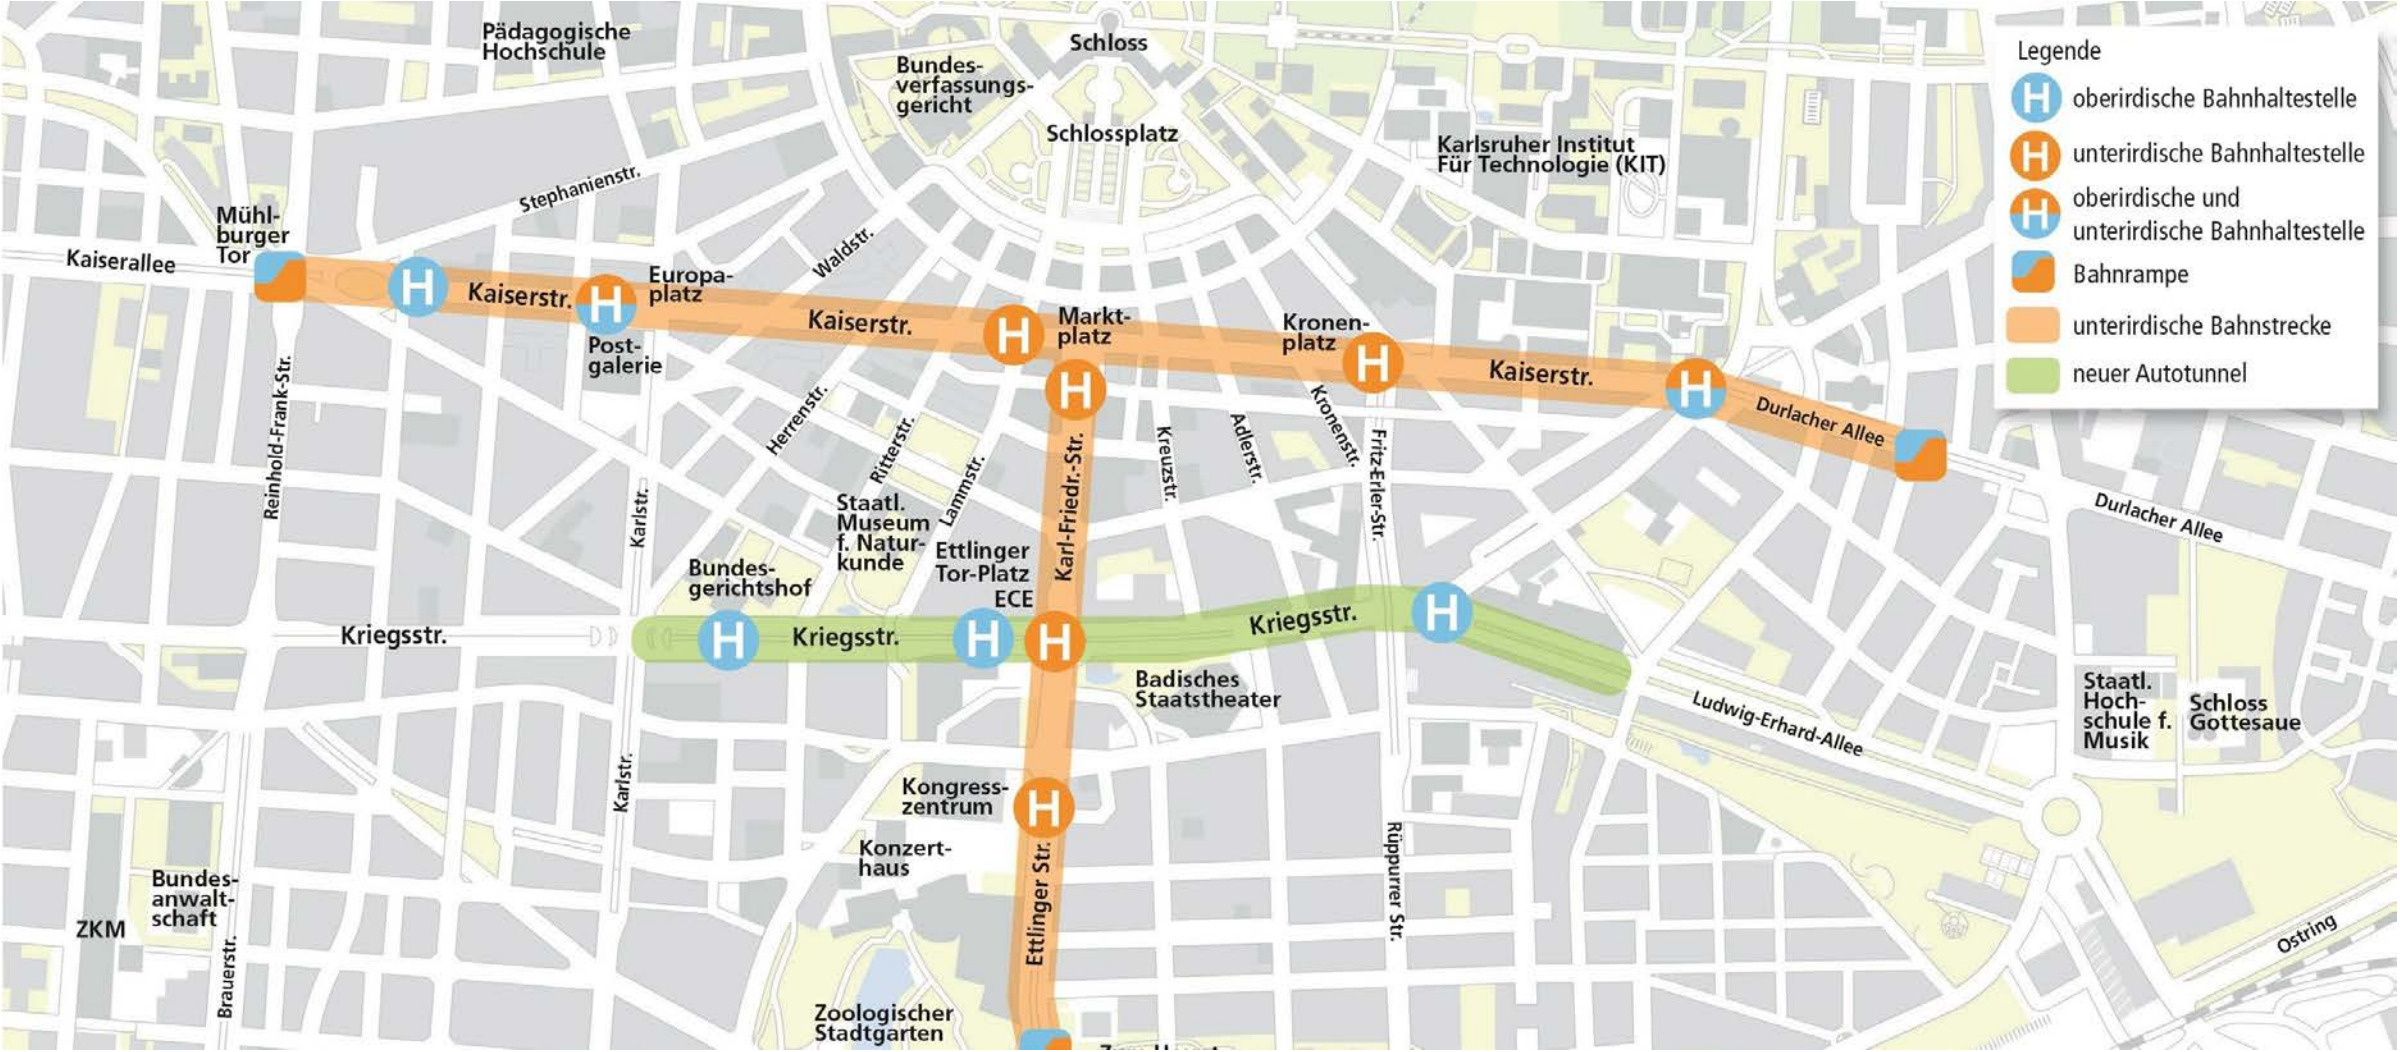 Pädagogische
Hochschule
Schloss
Bundes-
verfassungs-
gericht
Schlossplatz
Karlsruher Institut
Für Technologie (KIT)
Legende
H oberirdische Bahnhaltestelle
H unterirdische Bahnhaltestelle
H oberirdische und
unterirdische Bahnhaltestelle
Bahnrampe
unterirdische Bahnstrecke
neuer Autotunnel
Stephanienstr.
Mühl-
burger
Tor
Kaiserallee
Waldstr.
H
Kaiserstr.
H
Europa-
platz
Post-
galerie
Kaiserstr.
H
Markt-
platz
H
Kronen-
platz
H
Kaiserstr.
H
Durlacher Allee
Durlacher Allee
Reinhold-Frank-Str.
Herrenstr.
Ritterstr.
Lammstr.
Karl-Friedr.-Str.
Kreuzstr.
Adlerstr.
Kronenstr.
Fritz-Erler-Str.
Karlstr.
Staatl.
Museum
f. Natur-
kunde
Ettlinger
Tor-Platz
ECE
Bundes-
gerichtshof
Kriegsstr.
H
Kriegsstr.
H
H
Kriegsstr.
H
Badisches
Staatstheater
Ludwig-Erhard-Allee
Staatl.
Hoch-
schule f.
Musik
Schloss
Gottesaue
Karlstr.
Kongress-
zentrum
H
Konzert-
haus
Ettlinger Str.
Rüppurrer Str.
Bundes-
anwalt-
schaft
ZKM
Brauerstr.
Ostring
Zoologischer
Stadtgarten